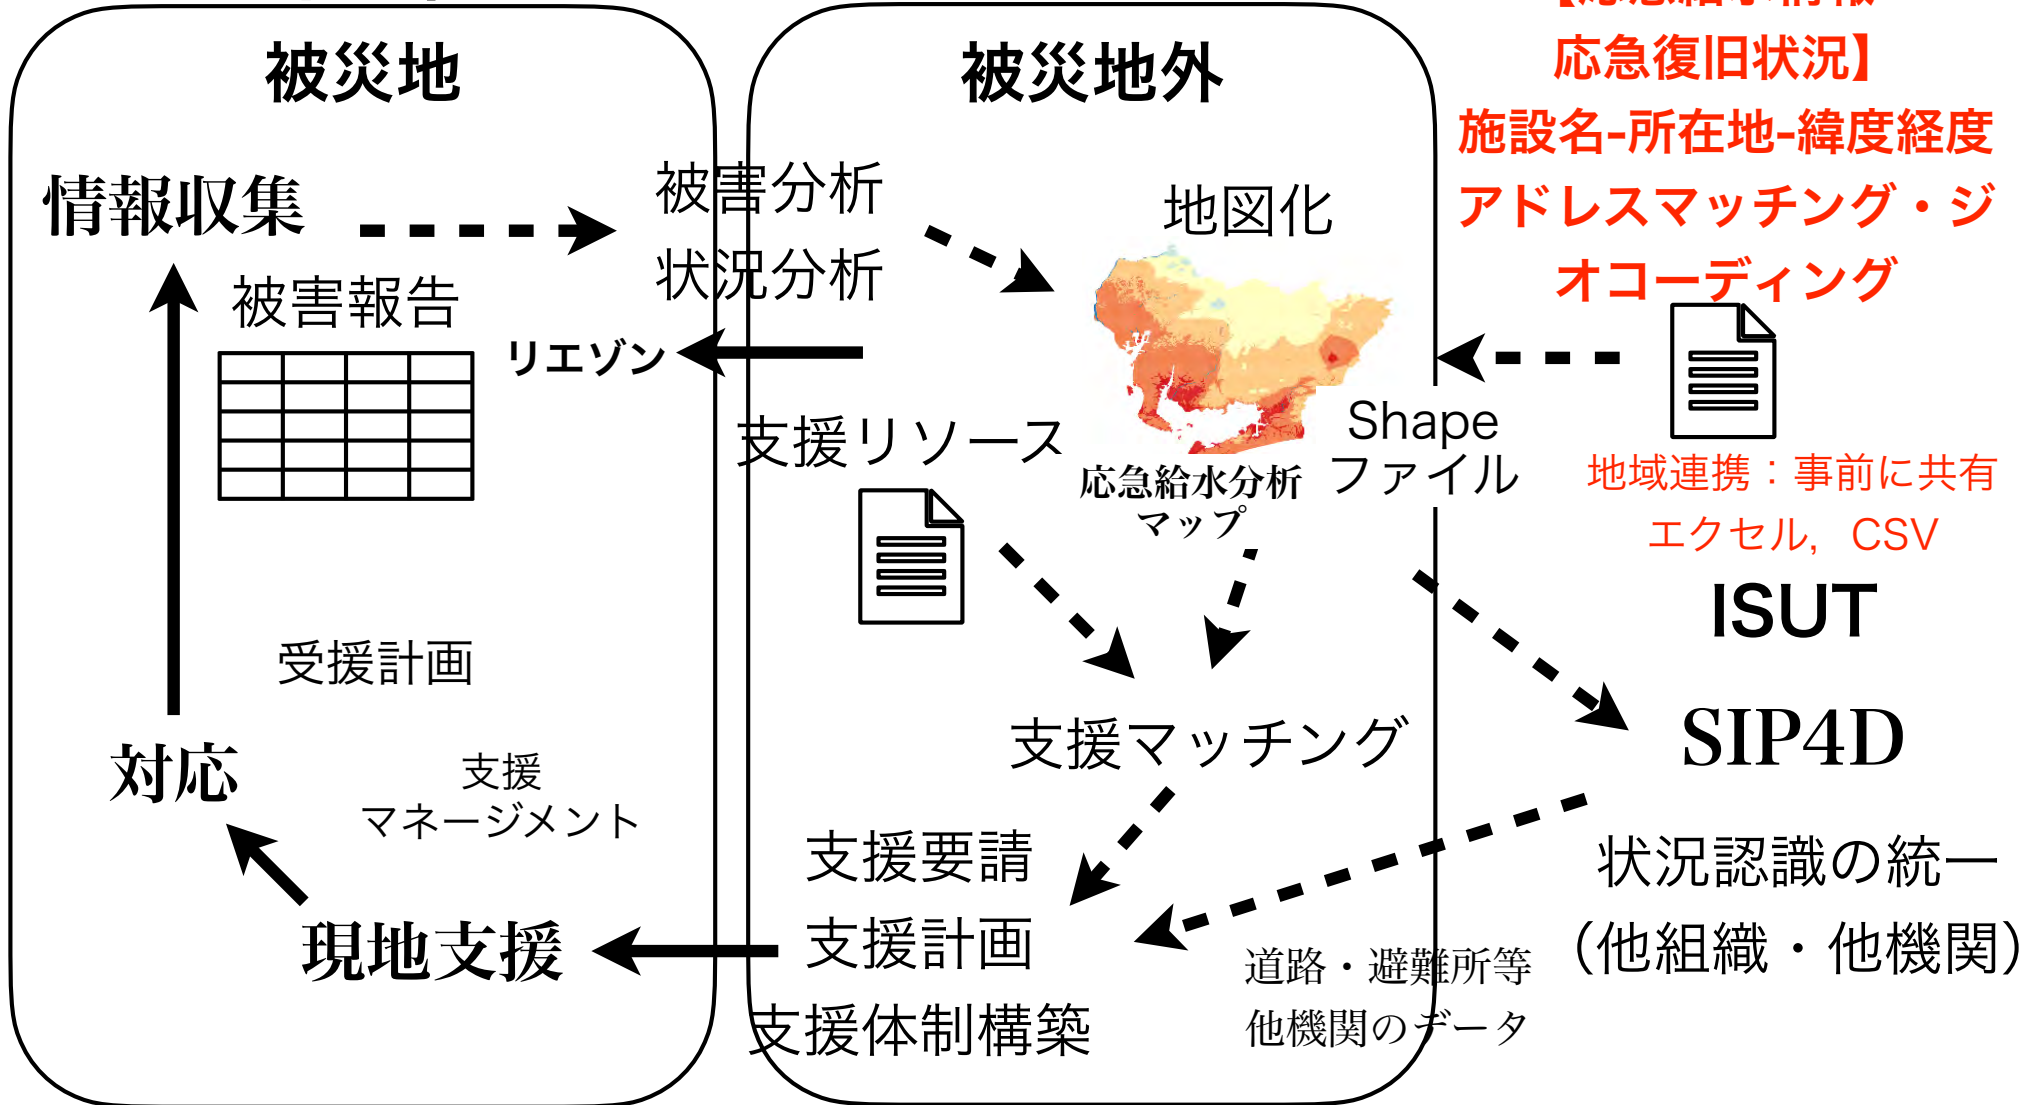 被災地
情報収集
被害報告
リエゾン
受援計画
対応
支援
マネージメント
現地支援
被災地外
被害分析
状況分析
地図化
支援リソース
応急給水分析
マップ
Shape
ファイル
支援マッチング
支援要請
支援計画
支援体制構築
道路・避難所等
他機関のデータ
【応急給水情報
応急復旧状況】
施設名-所在地-緯度経度
アドレスマッチング・ジ
オコーディング
地域連携：事前に共有
エクセル，CSV
ISUT
SIP4D
状況認識の統一
（他組織・他機関）